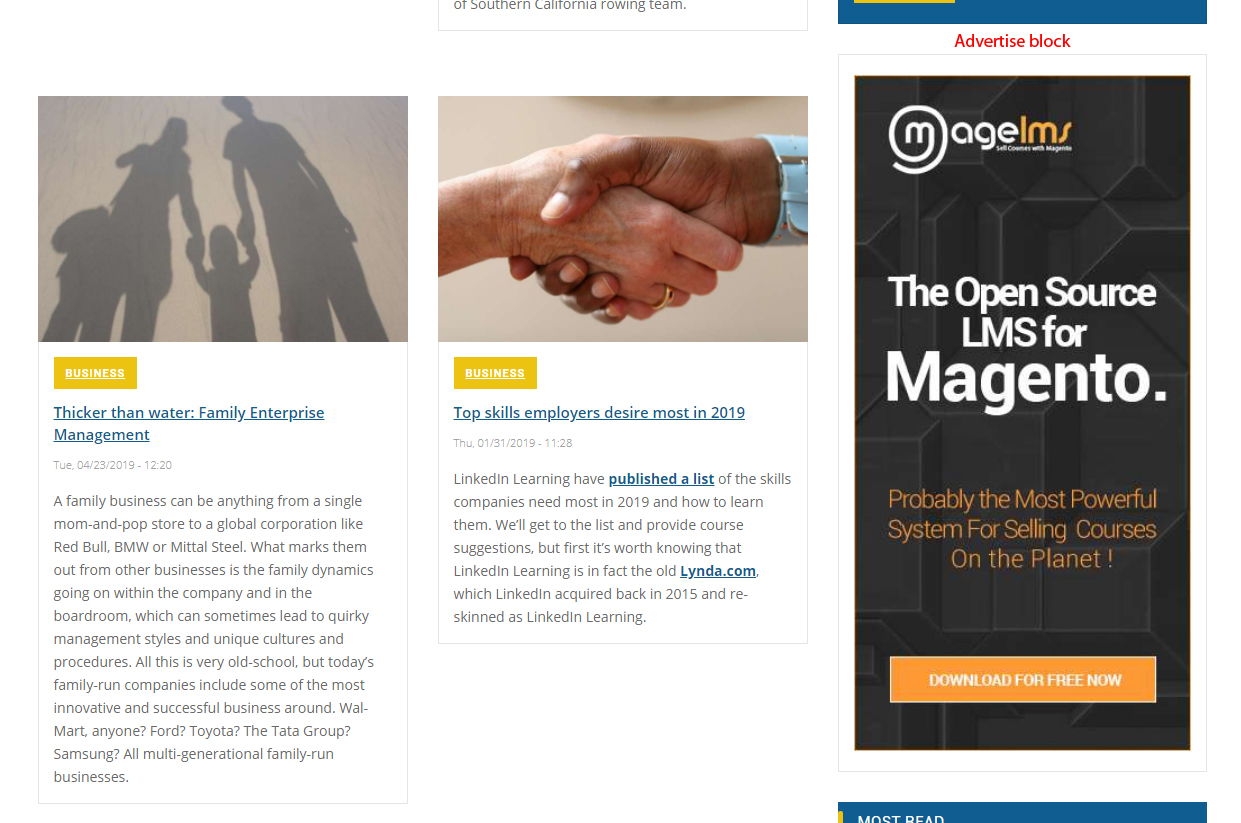 of Southern California rowing team.
BUSINESS
Thicker than water: Family Enterprise
Management
Tue, 04/23/2019 - 12:20
A family business can be anything from a single
mom-and-pop store to a global corporation like
Red Bull, BMW or Mittal Steel. What marks them
out from other businesses is the family dynamics
going on within the company and in the
boardroom, which can sometimes lead to quirky
management styles and unique cultures and
procedures. All this is very old-school, but today's
family-run companies include some of the most
innovative and successful business around. Wal-
Mart, anyone? Ford? Toyota? The Tata Group?
Samsung? All multi-generational family-run
businesses.
BUSINESS
Top skills employers desire most in 2019
Thu, 01/31/2019 - 11:28
LinkedIn Learning have published a list of the skills
companies need most in 2019 and how to learn
them. We'll get to the list and provide course
suggestions, but first it's worth knowing that
LinkedIn Learning is in fact the old Lynda.com,
which LinkedIn acquired back in 2015 and re-
skinned as LinkedIn Learning.
Advertise block
magelms
Sell Courses with Magento
The Open Source
LMS for
Magento.
Probably the Most Powerful
System For Selling Courses
On the Planet !
DOWNLOAD FOR FREE NOW
MOST READ